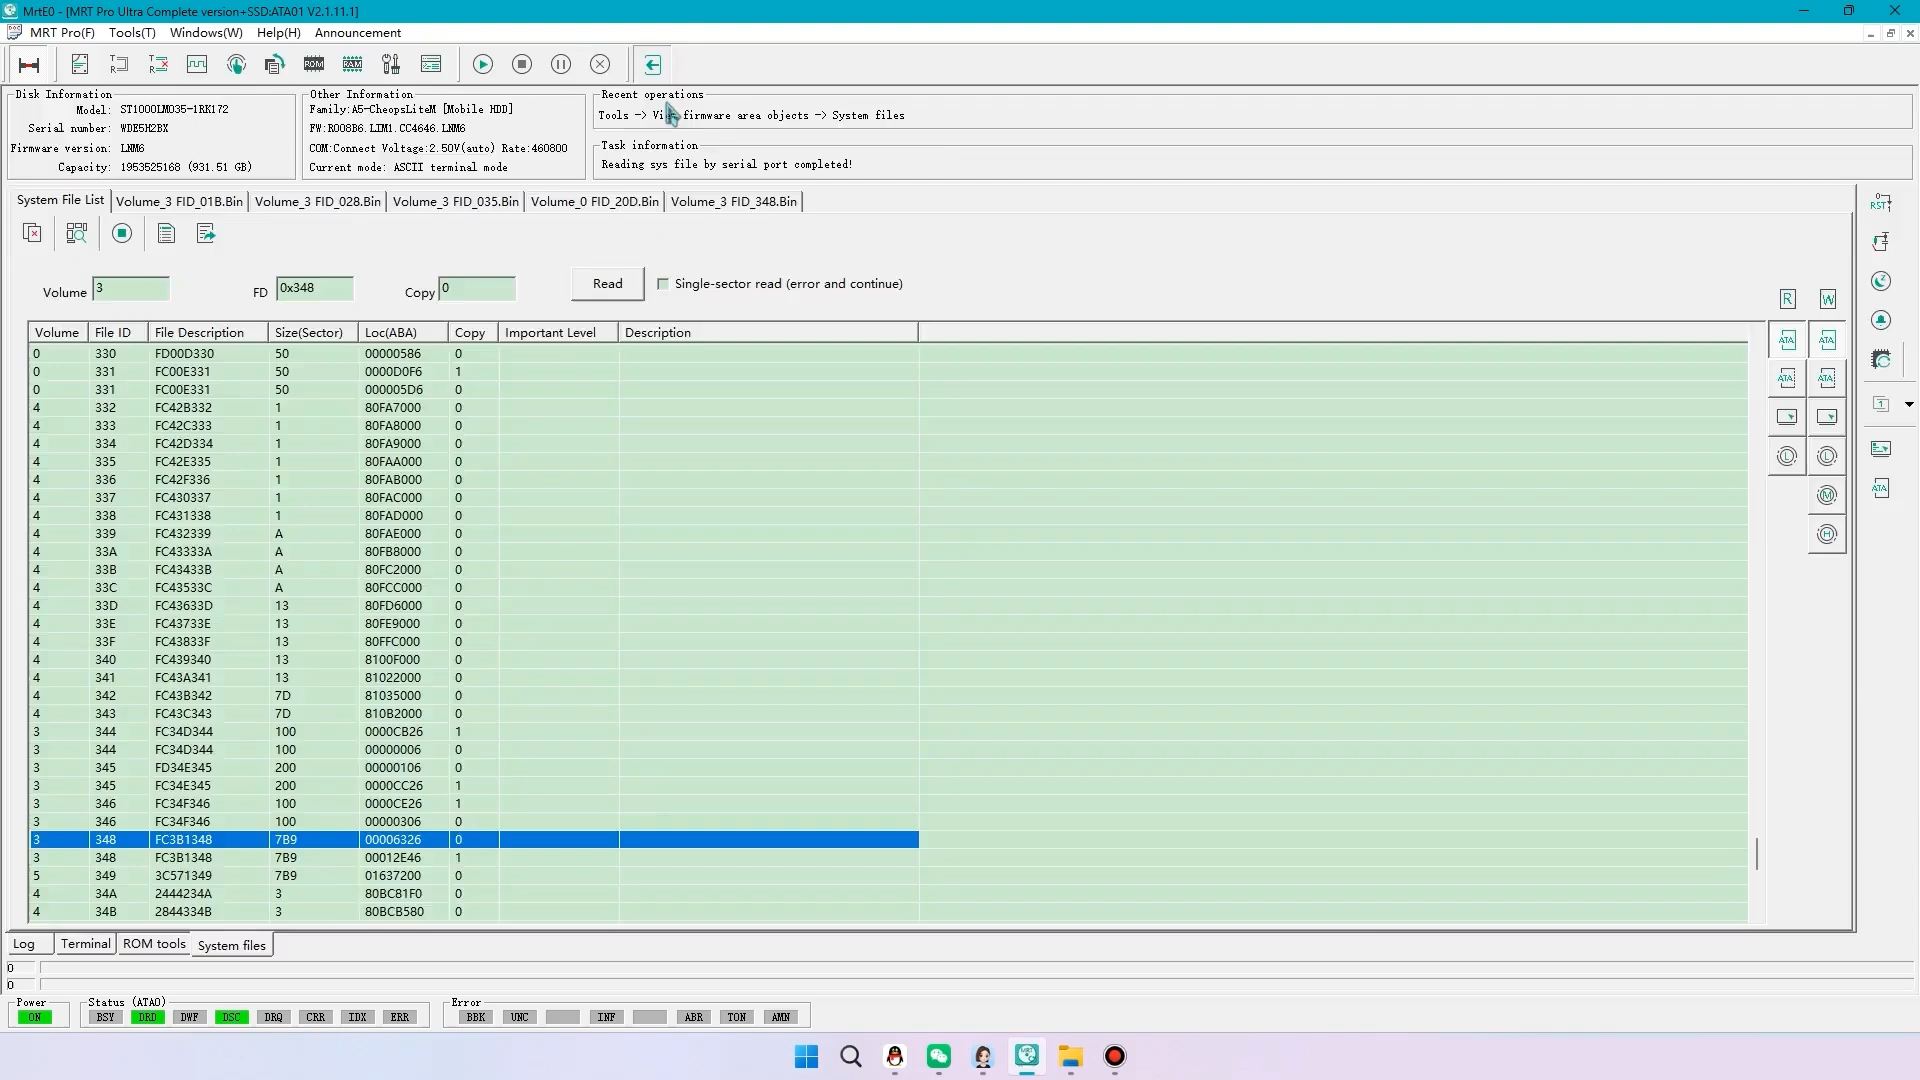 MrtE0 - [MRT Pro Ultra Complete version+SSD:ATA01 V2.1.11.1]
MRT Pro(F) Tools(T) Windows(W) Help(H) Announcement
ROM RAM
Disk Information
Model: ST1000LM035-1RK172
Serial number: WDE5H2BX
Firmware version: LNM6
Capacity: 1953525168 (931.51 GB)
Other Information
Family:A5-CheopsLiteM [Mobile HDD]
FW:R008B6.LIM1.CC4646.LNM6
COM:Connect Voltage:2.50V(auto) Rate:460800
Current mode: ASCII terminal mode
Recent operations
Tools -> View firmware area objects -> System files
Task information
Reading sys file by serial port completed!
System File List Volume_3 FID_01B.Bin Volume_3 FID_028.Bin Volume_3 FID_035.Bin Volume_0 FID_20D.Bin Volume_3 FID_348.Bin
Volume 3 FD 0x348 Copy 0 Read Single-sector read (error and continue)
Volume File ID File Description Size(Sector) Loc(ABA) Copy Important Level Description
0 330 FD00D330 50 00000586 0
0 331 FC00E331 50 0000D0F6 1
0 331 FC00E331 50 000005D6 0
4 332 FC42B332 1 80FA7000 0
4 333 FC42C333 1 80FA8000 0
4 334 FC42D334 1 80FA9000 0
4 335 FC42E335 1 80FAA000 0
4 336 FC42F336 1 80FAB000 0
4 337 FC430337 1 80FAC000 0
4 338 FC431338 1 80FAD000 0
4 339 FC432339 A 80FAE000 0
4 33A FC43333A A 80FB8000 0
4 33B FC43433B A 80FC2000 0
4 33C FC43533C A 80FCC000 0
4 33D FC43633D 13 80FD6000 0
4 33E FC43733E 13 80FE9000 0
4 33F FC43833F 13 80FFC000 0
4 340 FC439340 13 8100F000 0
4 341 FC43A341 13 81022000 0
4 342 FC43B342 7D 81035000 0
4 343 FC43C343 7D 810B2000 0
3 344 FC34D344 100 0000CB26 1
3 344 FC34D344 100 00000006 0
3 345 FD34E345 200 00000106 0
3 345 FC34E345 200 0000CC26 1
3 346 FC34F346 100 0000CE26 1
3 346 FC34F346 100 00000306 0
3 348 FC3B1348 7B9 00006326 0
3 348 FC3B1348 7B9 00012E46 1
5 349 3C571349 7B9 01637200 0
4 34A 2444234A 3 80BC81F0 0
4 34B 2844334B 3 80BCB580 0
R W
ATA ATA
ATA ATA
L L
M
H
RST
1
ATA
Log Terminal ROM tools System files
0
0
Power
ON
Status (ATA0)
BSY DRD DWF DSC DRQ CRR IDX ERR
Error
BBK UNC INF ABR TON AMN